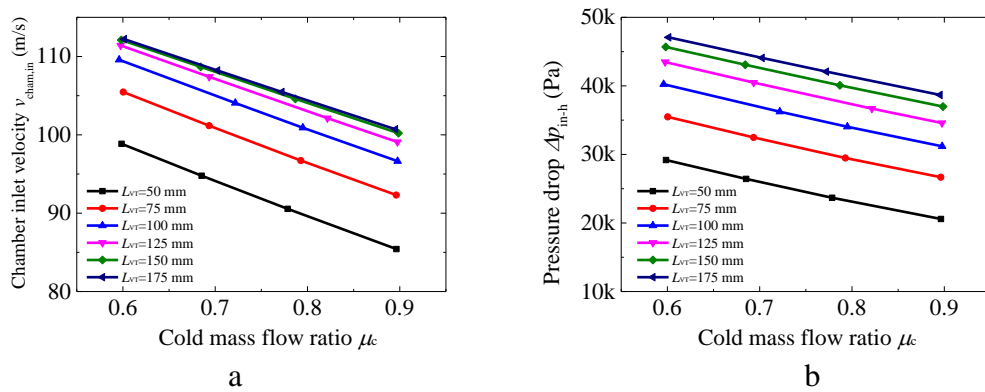 110
100
90
80
0.6 0.7 0.8 0.9
Chamber inlet velocity v_cham,in (m/s)
L_VT=50 mm
L_VT=75 mm
L_VT=100 mm
L_VT=125 mm
L_VT=150 mm
L_VT=175 mm
Cold mass flow ratio μ_c
a
50k
40k
30k
20k
10k
0.6 0.7 0.8 0.9
Pressure drop Δp_in-h (Pa)
L_VT=50 mm
L_VT=75 mm
L_VT=100 mm
L_VT=125 mm
L_VT=150 mm
L_VT=175 mm
Cold mass flow ratio μ_c
b